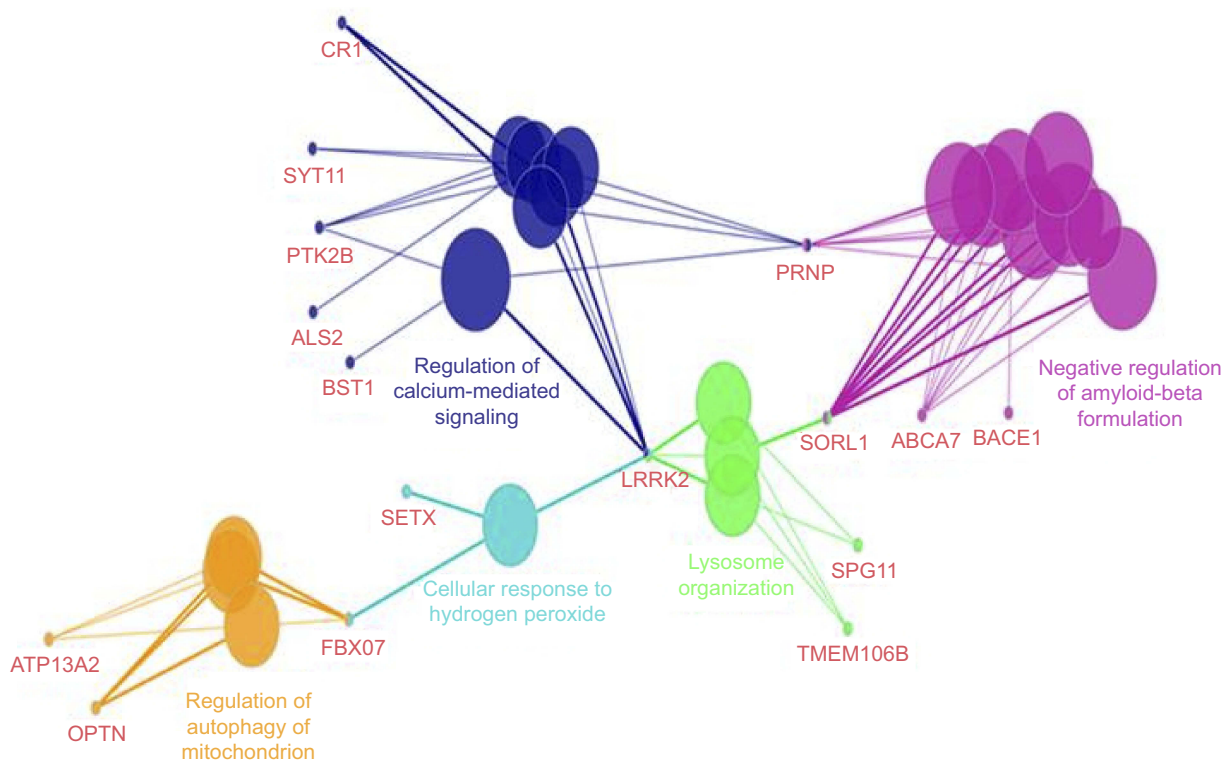 CR1
SYT11
PTK2B
PRNP
ALS2
BST1
Regulation of
calcium-mediated
signaling
Negative regulation
of amyloid-beta
formulation
SORL1
ABCA7
BACE1
LRRK2
SETX
Cellular response to
hydrogen peroxide
Lysosome
organization
SPG11
TMEM106B
FBX07
ATP13A2
OPTN
Regulation of
autophagy of
mitochondrion